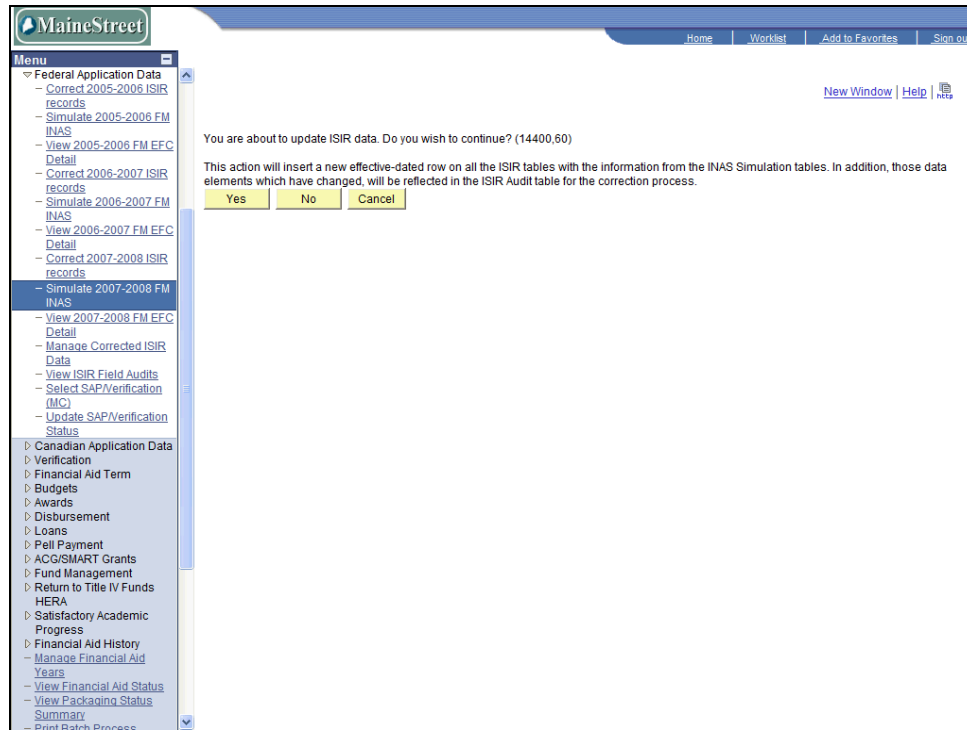 MaineStreet
Home
Worklist
Add to Favorites
Sign ou
Menu
Federal Application Data
– Correct 2005-2006 ISIR
records
– Simulate 2005-2006 FM
INAS
– View 2005-2006 FM EFC
Detail
– Correct 2006-2007 ISIR
records
– Simulate 2006-2007 FM
INAS
– View 2006-2007 FM EFC
Detail
– Correct 2007-2008 ISIR
records
– Simulate 2007-2008 FM
INAS
– View 2007-2008 FM EFC
Detail
– Manage Corrected ISIR
Data
– View ISIR Field Audits
– Select SAP/Verification
(MC)
– Update SAP/Verification
Status
Canadian Application Data
Verification
Financial Aid Term
Budgets
Awards
Disbursement
Loans
Pell Payment
ACG/SMART Grants
Fund Management
Return to Title IV Funds
HERA
Satisfactory Academic
Progress
Financial Aid History
– Manage Financial Aid
Years
– View Financial Aid Status
– View Packaging Status
Summary
– Print Batch Process
New Window | Help | http
You are about to update ISIR data. Do you wish to continue? (14400,60)
This action will insert a new effective-dated row on all the ISIR tables with the information from the INAS Simulation tables. In addition, those data
elements which have changed, will be reflected in the ISIR Audit table for the correction process.
Yes
No
Cancel